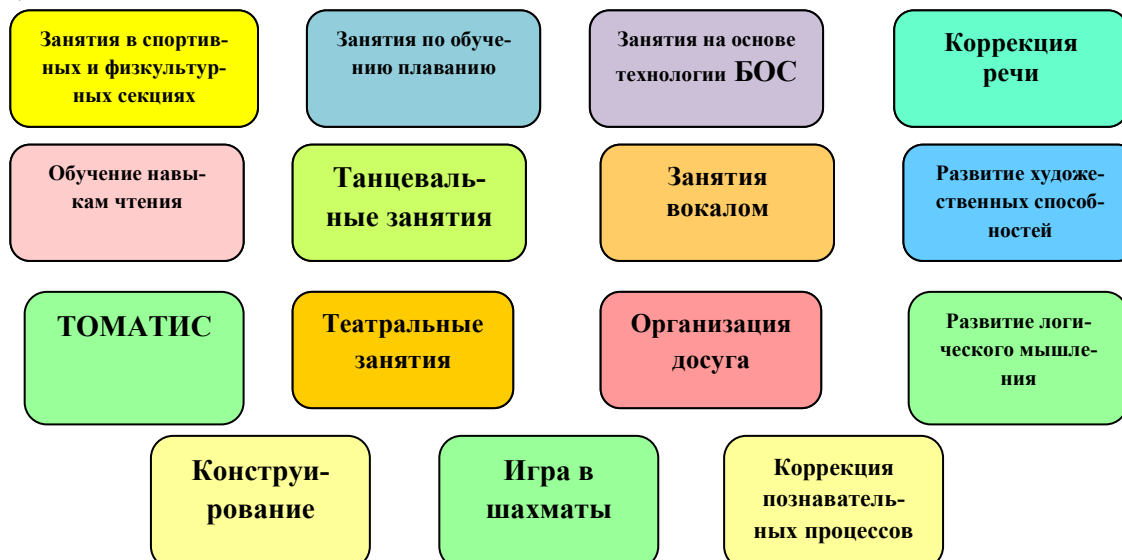 Занятия в спортив-
ных и физкультур-
ных секциях
Занятия по обуче-
нию плаванию
Занятия на основе
технологии БОС
Коррекция
речи
Обучение навы-
кам чтения
Танцеваль-
ные занятия
Занятия
вокалом
Развитие художе-
ственных способ-
ностей
ТОМАТИС
Театральные
занятия
Организация
досуга
Развитие логи-
ческого мышле-
ния
Конструи-
рование
Игра в
шахматы
Коррекция
познаватель-
ных процессов